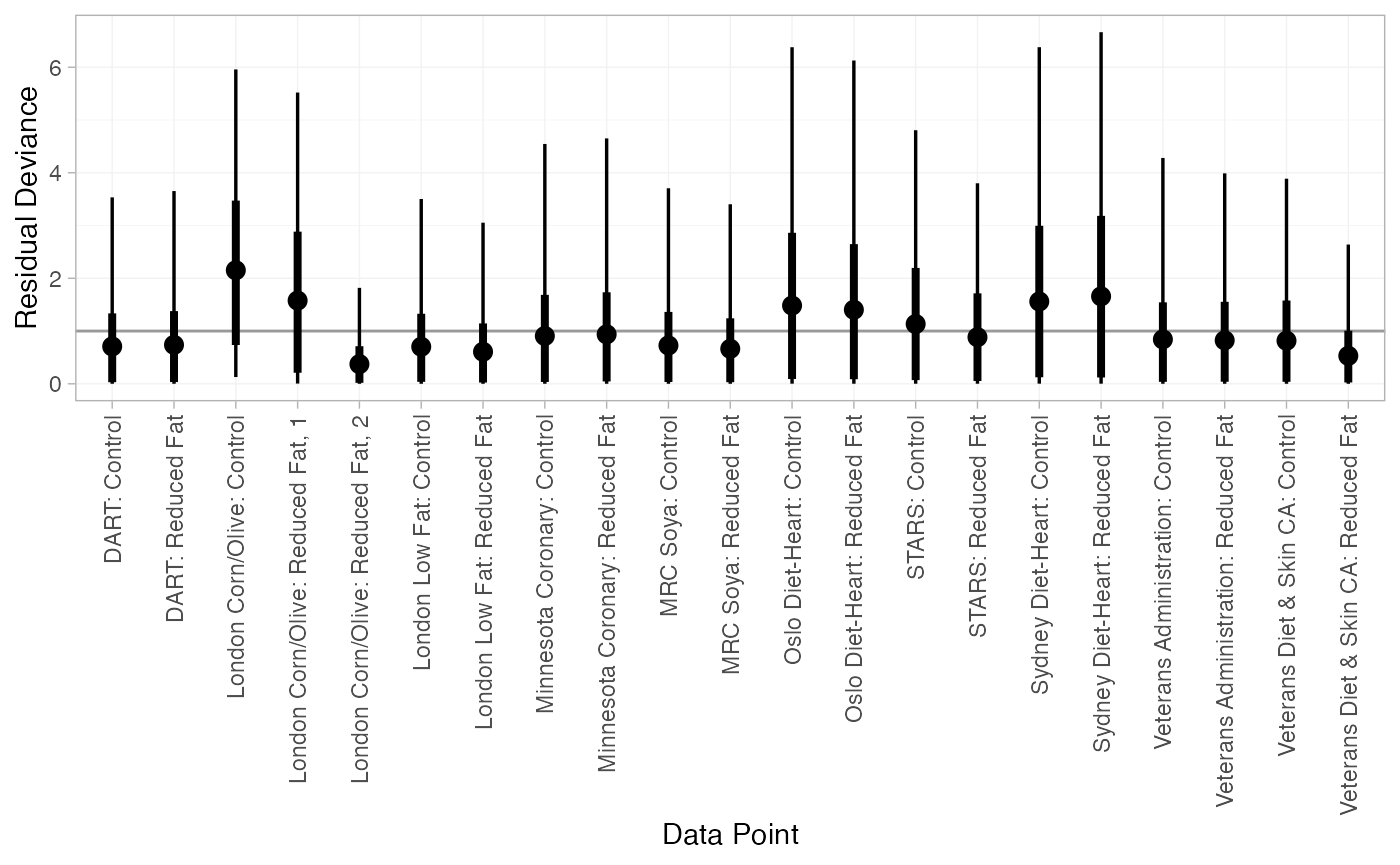 Residual Deviance
6
4
2
0
DART: Control
DART: Reduced Fat
London Corn/Olive: Control
London Corn/Olive: Reduced Fat, 1
London Corn/Olive: Reduced Fat, 2
London Low Fat: Control
London Low Fat: Reduced Fat
Minnesota Coronary: Control
Minnesota Coronary: Reduced Fat
MRC Soya: Control
MRC Soya: Reduced Fat
Oslo Diet-Heart: Control
Oslo Diet-Heart: Reduced Fat
STARS: Control
STARS: Reduced Fat
Sydney Diet-Heart: Control
Sydney Diet-Heart: Reduced Fat
Veterans Administration: Control
Veterans Administration: Reduced Fat
Veterans Diet & Skin CA: Control
Veterans Diet & Skin CA: Reduced Fat
Data Point